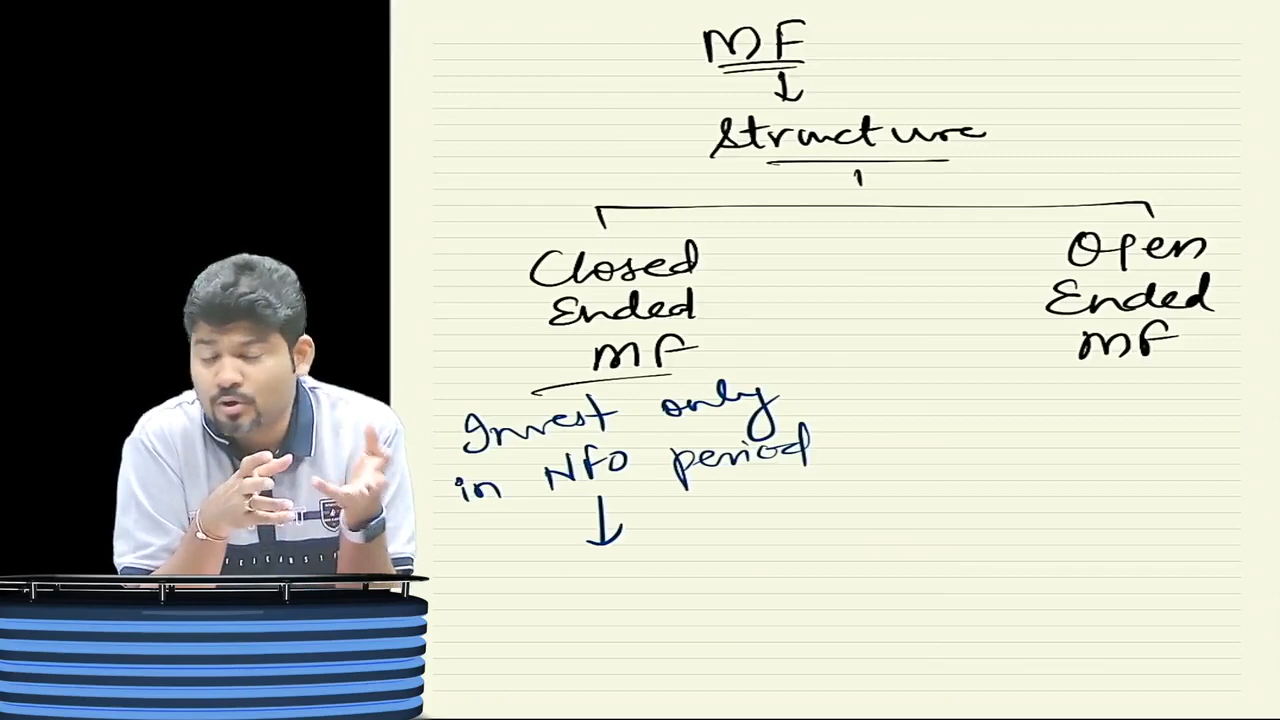 MF
Structure
Closed
Ended
MF
Open
Ended
MF
Invest only
in NFO period